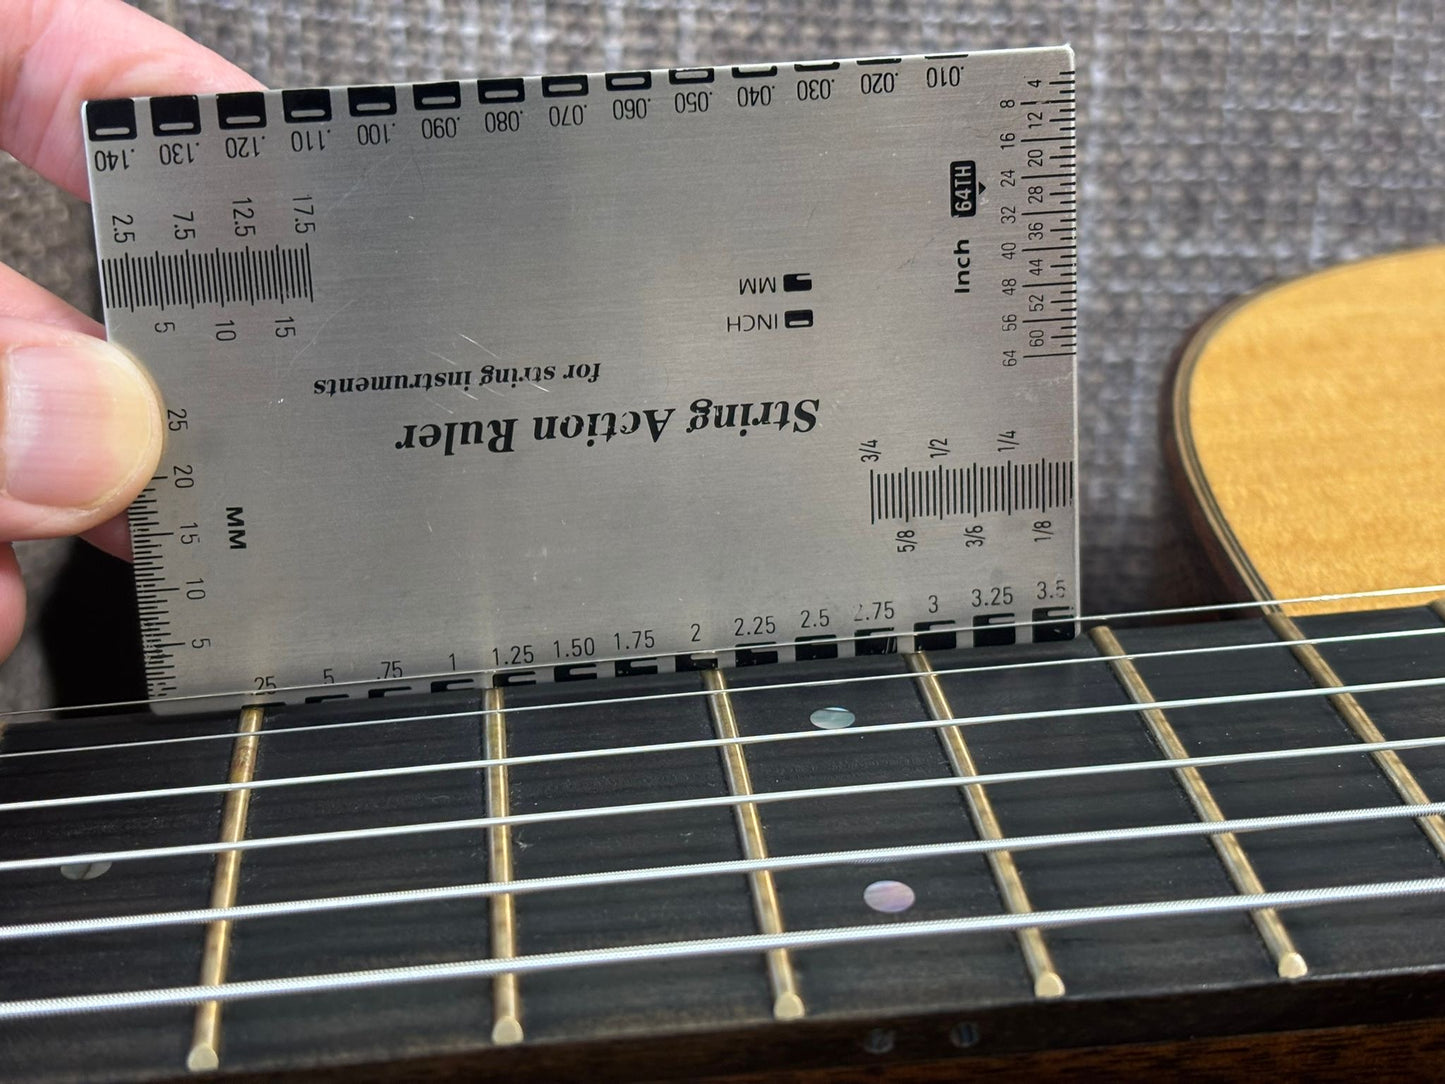 .140 .130 .120 .110 .100 .090 .080 .070 .060 .050 .040 .030 .020 .010
2.5 7.5 12.5 17.5
5 10 15
25 20 15 10 5
MM
MM
INCH
for string instruments
String Action Ruler
Inch 64TH
8 16 24 32 40 48 56 64
4 12 20 28 36 44 52 60
3/4 1/2 1/4
5/8 3/6 1/8
.25 .5 .75 1 1.25 1.50 1.75 2 2.25 2.5 2.75 3 3.25 3.5